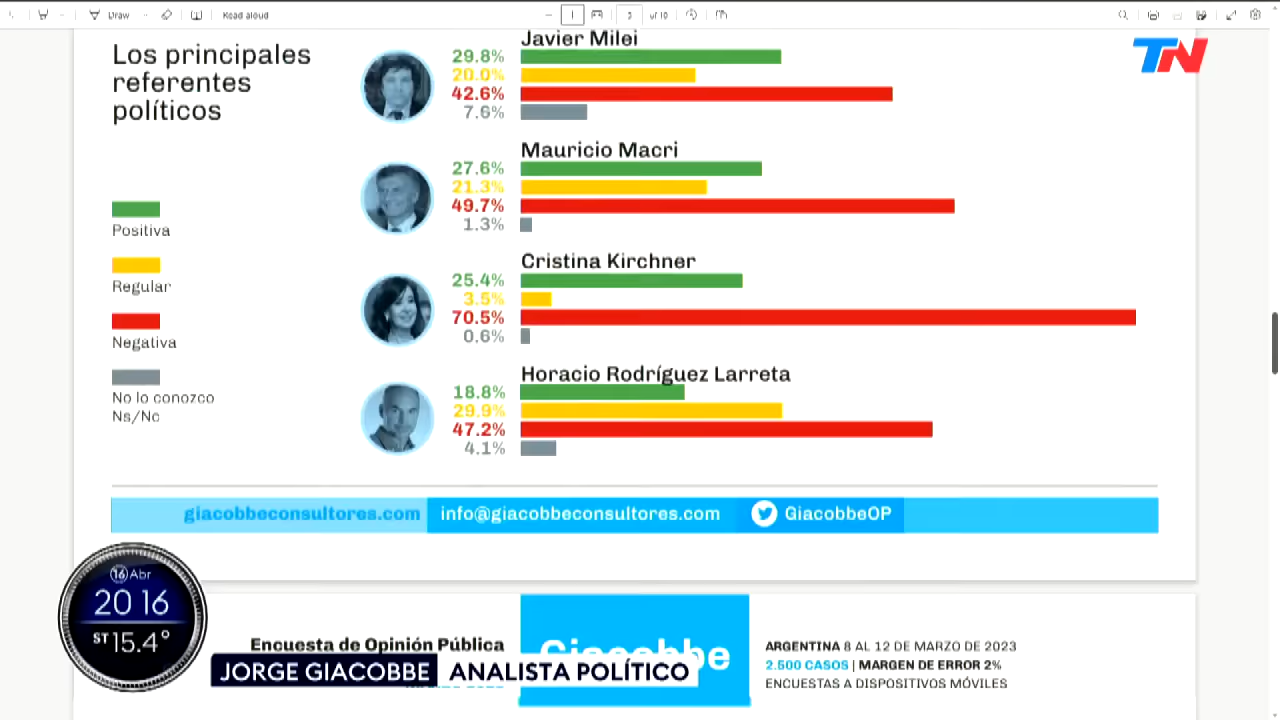 Draw
Read aloud
3
of 10
TN
Los principales
referentes
políticos
Positiva
Regular
Negativa
No lo conozco
Ns/Nc
Javier Milei
29.8%
20.0%
42.6%
7.6%
Mauricio Macri
27.6%
21.3%
49.7%
1.3%
Cristina Kirchner
25.4%
3.5%
70.5%
0.6%
Horacio Rodríguez Larreta
18.8%
29.9%
47.2%
4.1%
giacobbeconsultores.com
info@giacobbeconsultores.com
GiacobbeOP
16 Abr
20 16
ST 15.4°
Encuesta de Opinión Pública
Giacobbe
ARGENTINA 8 AL 12 DE MARZO DE 2023
2.500 CASOS | MARGEN DE ERROR 2%
ENCUESTAS A DISPOSITIVOS MÓVILES
JORGE GIACOBBE ANALISTA POLÍTICO